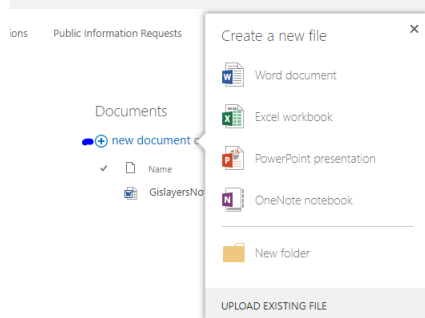 ions Public Information Requests
Documents
new document
Name
GislayersNo
Create a new file
Word document
Excel workbook
PowerPoint presentation
OneNote notebook
New folder
UPLOAD EXISTING FILE